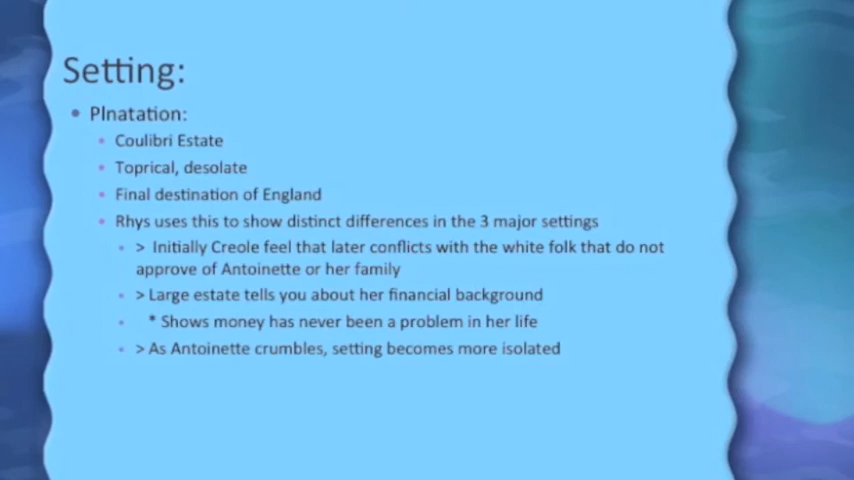 Setting:
• Plnatation:
• Coulibri Estate
• Toprical, desolate
• Final destination of England
• Rhys uses this to show distinct differences in the 3 major settings
• > Initially Creole feel that later conflicts with the white folk that do not
approve of Antoinette or her family
• > Large estate tells you about her financial background
• * Shows money has never been a problem in her life
• > As Antoinette crumbles, setting becomes more isolated